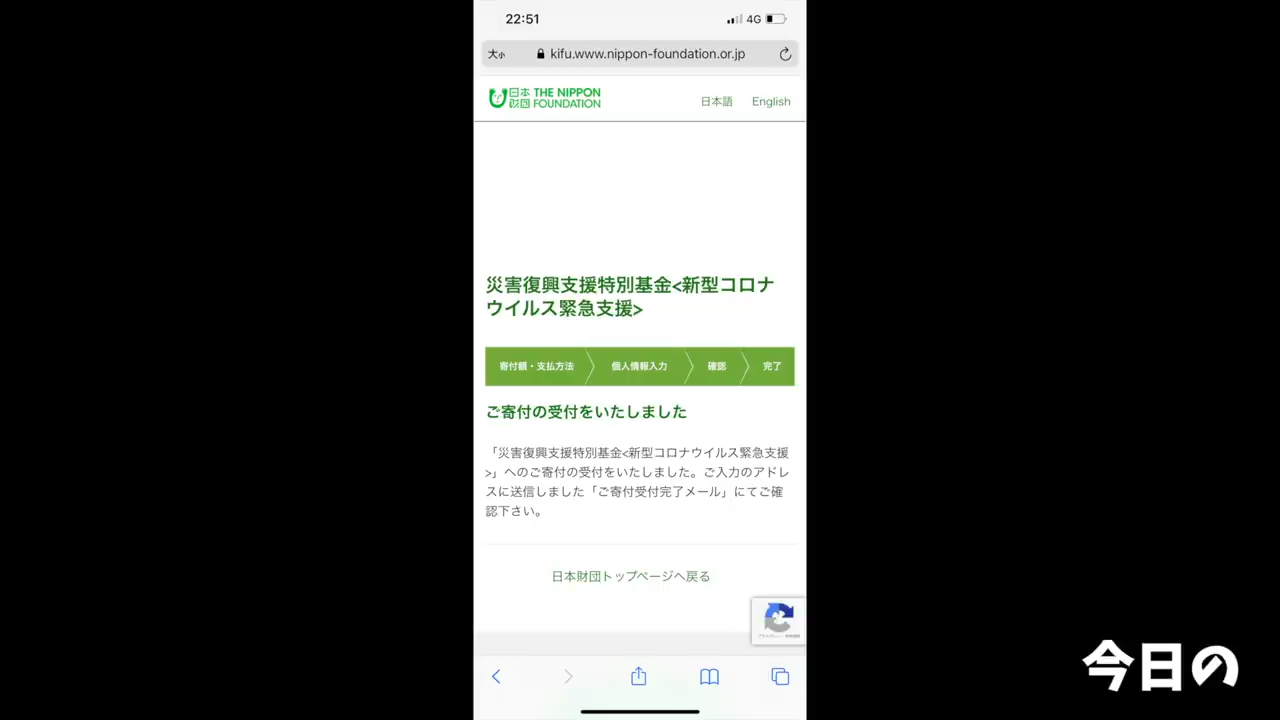 22:51
4G
大小
kifu.www.nippon-foundation.or.jp
日本 THE NIPPON
財団 FOUNDATION
日本語 English
災害復興支援特別基金<新型コロナ
ウイルス緊急支援>
寄付額・支払方法 個人情報入力 確認 完了
ご寄付の受付をいたしました
「災害復興支援特別基金<新型コロナウイルス緊急支援
>」へのご寄付の受付をいたしました。ご入力のアドレ
スに送信しました「ご寄付受付完了メール」にてご確
認下さい。
日本財団トップページへ戻る
今日の